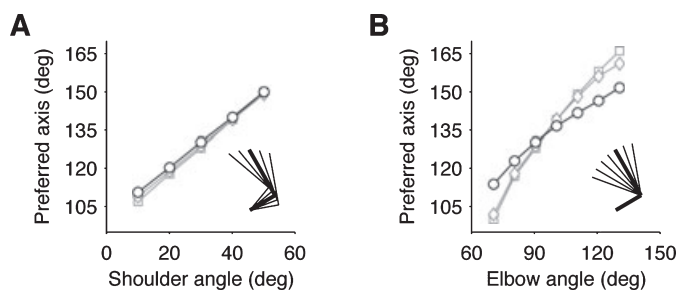 A
B
Preferred axis (deg)
165
150
135
120
105
0 20 40 60
Shoulder angle (deg)
Preferred axis (deg)
165
150
135
120
105
60 90 120 150
Elbow angle (deg)